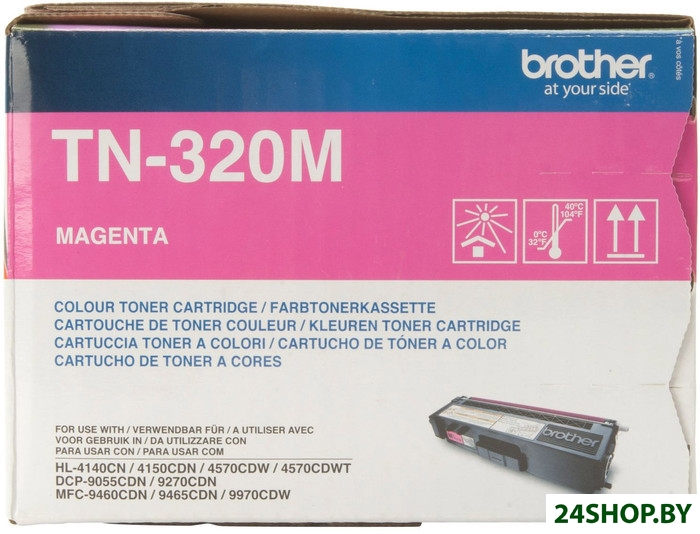 brother
at your side
"à vos côtés
TN-320M
MAGENTA
40°C
104°F
0°C
32°F
COLOUR TONER CARTRIDGE / FARBTONERKASSETTE
CARTOUCHE DE TONER COULEUR / KLEUREN TONER CARTRIDGE
CARTUCCIA TONER A COLORI / CARTUCHO DE TÓNER A COLOR
CARTUCHO DE TONER A CORES
FOR USE WITH / VERWENDBAR FÜR / A UTILISER AVEC
VOOR GEBRUIK IN / DA UTILIZZARE CON
PARA USAR CON / PARA USAR COM
HL-4140CN / 4150CDN / 4570CDW / 4570CDWT
DCP-9055CDN / 9270CDN
MFC-9460CDN / 9465CDN / 9970CDW
brother
24SHOP.BY